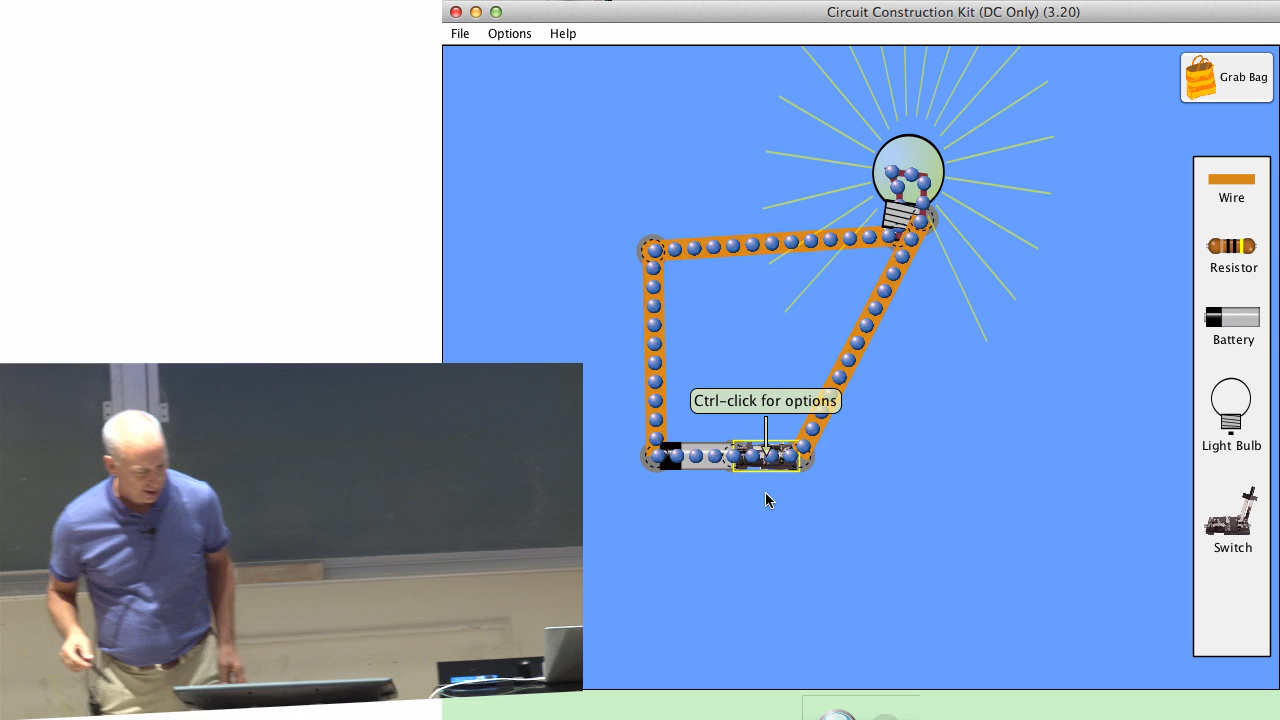 Circuit Construction Kit (DC Only) (3.20)
File Options Help
Grab Bag
Wire
Resistor
Battery
Light Bulb
Switch
Ctrl-click for options